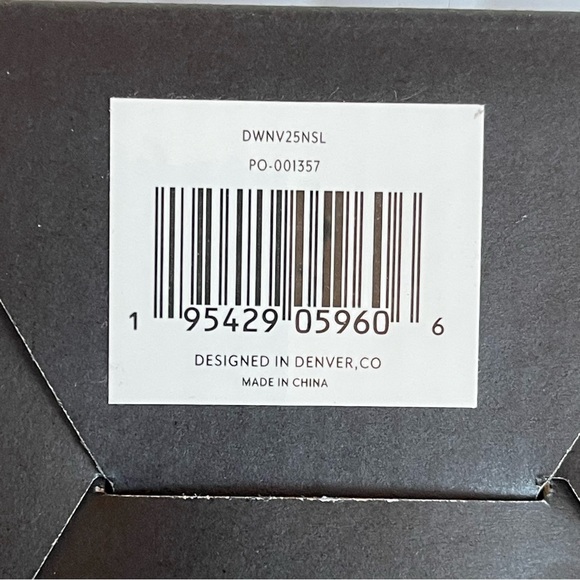 DWNV25NSL
PO-001357
1 95429 05960 6
DESIGNED IN DENVER,CO
MADE IN CHINA